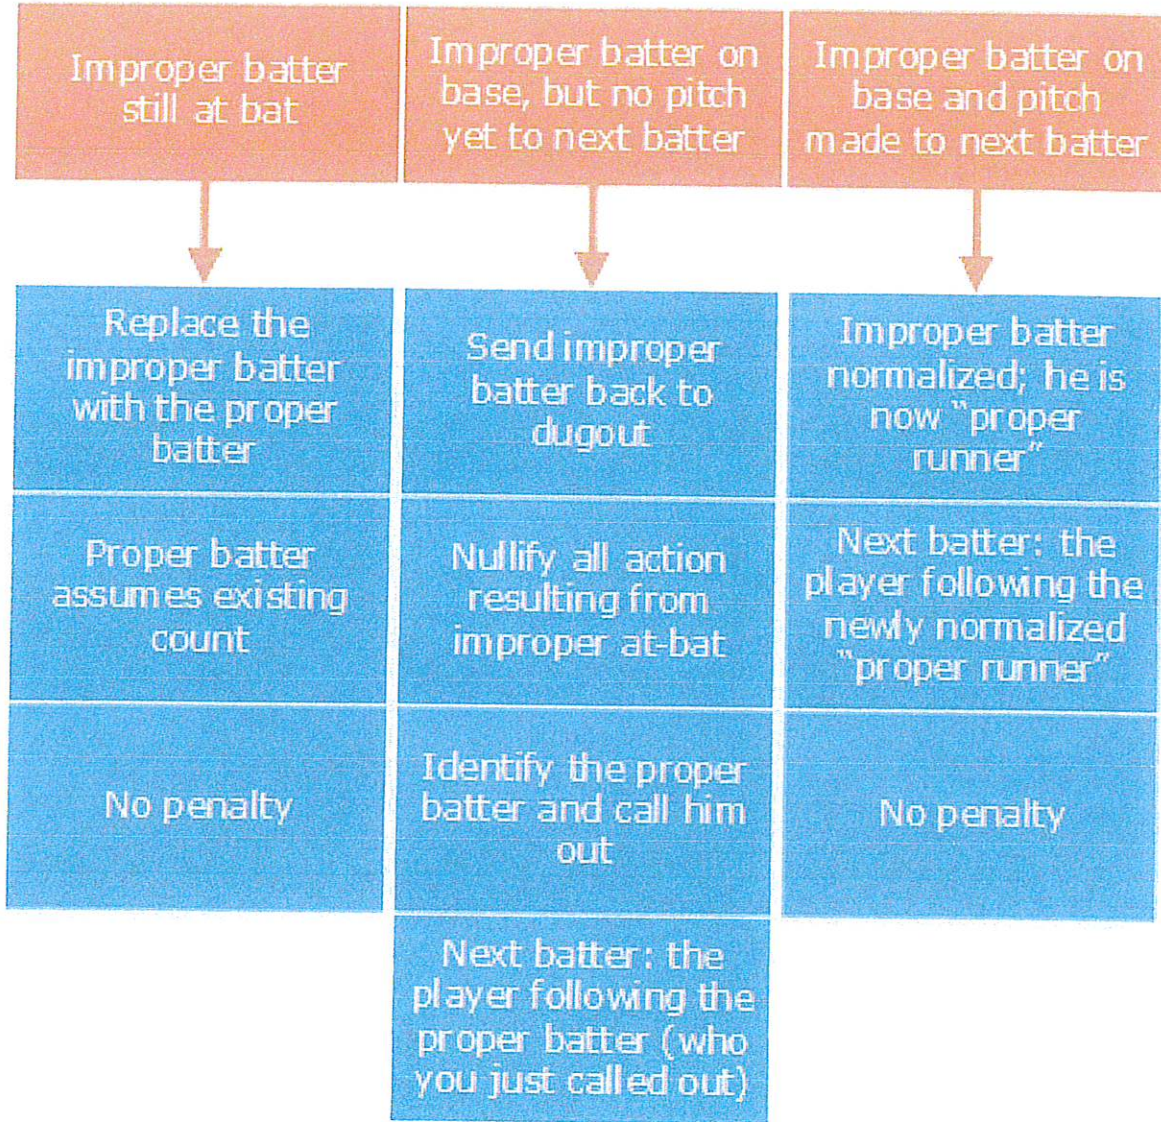 Improper batter
still at bat
Improper batter on
base, but no pitch
yet to next batter
Improper batter on
base and pitch
made to next batter
Replace the
improper batter
with the proper
batter
Proper batter
assumes existing
count
No penalty
Send improper
batter back to
dugout
Nullify all action
resulting from
improper at-bat
Identify the proper
batter and call him
out
Next batter: the
player following the
proper batter (who
you just called out)
Improper batter
normalized; he is
now "proper
runner"
Next batter: the
player following the
newly normalized
"proper runner"
No penalty